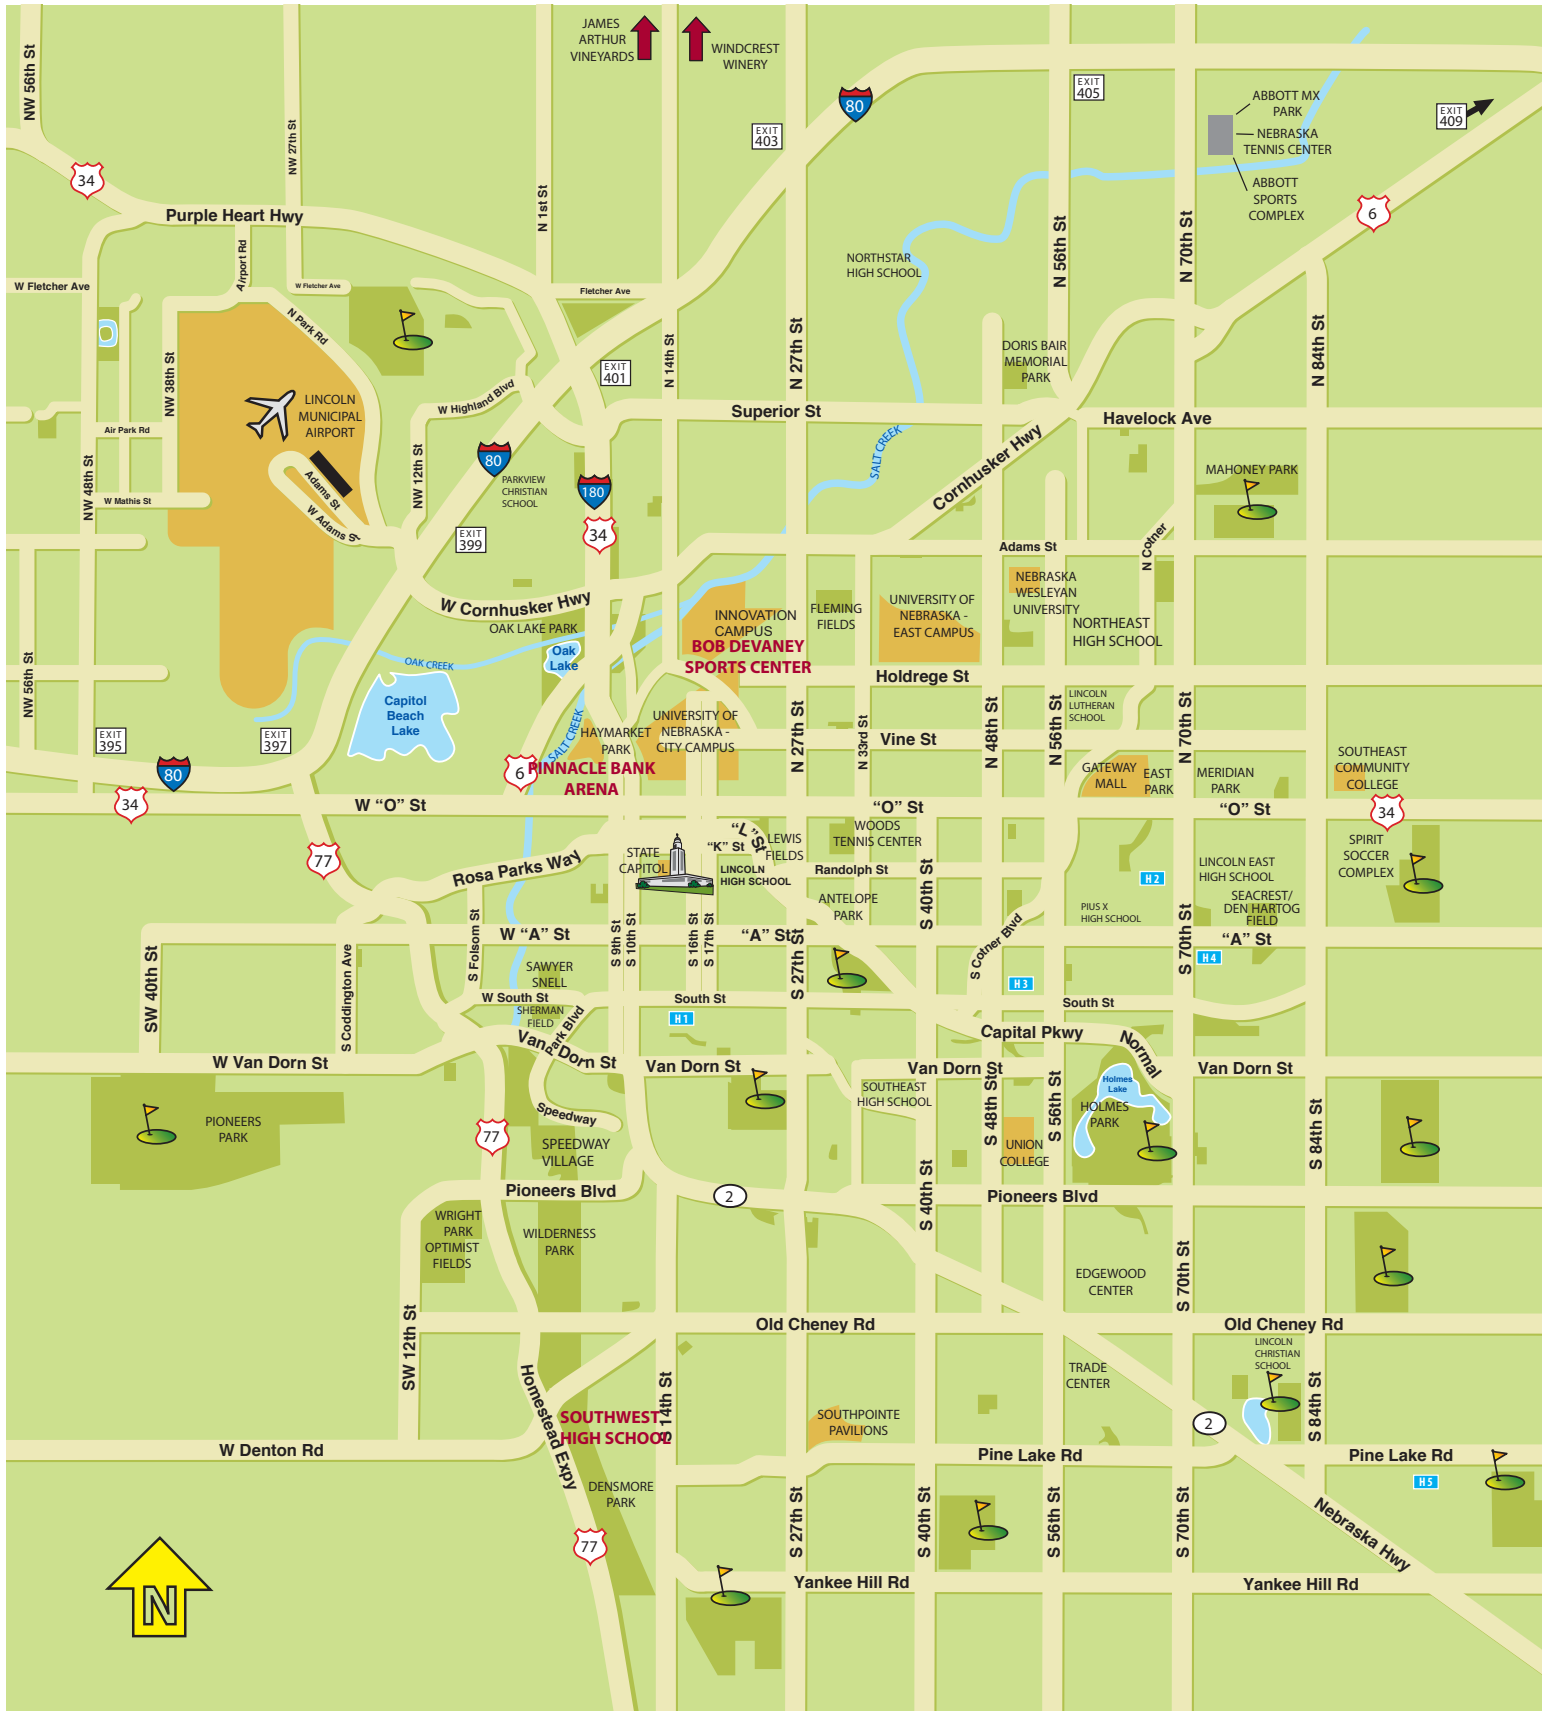 JAMES
ARTHUR
VINEYARDS
WINDCREST
WINERY
NW 56th St
NW 27th St
N 1st St
80
EXIT
403
EXIT
405
ABBOTT MX
PARK
NEBRASKA
TENNIS CENTER
ABBOTT
SPORTS
COMPLEX
EXIT
409
34
Purple Heart Hwy
6
Airport Rd
N 56th St
N 70th St
NORTHSTAR
HIGH SCHOOL
W Fletcher Ave
W Fletcher Ave
Fletcher Ave
N Park Rd
NW 38th St
N 14th St
N 27th St
N 84th St
DORIS BAIR
MEMORIAL
PARK
EXIT
401
LINCOLN
MUNICIPAL
AIRPORT
W Highland Blvd
Superior St
Havelock Ave
Air Park Rd
NW 48th St
NW 12th St
80
SALT CREEK
Cornhusker Hwy
MAHONEY PARK
PARKVIEW
CHRISTIAN
SCHOOL
180
Adams St
W Mathis St
W Adams St
EXIT
399
34
N Cotner
Adams St
W Cornhusker Hwy
OAK LAKE PARK
INNOVATION
CAMPUS
FLEMING
FIELDS
UNIVERSITY OF
NEBRASKA -
EAST CAMPUS
NEBRASKA
WESLEYAN
UNIVERSITY
NORTHEAST
HIGH SCHOOL
BOB DEVANEY
SPORTS CENTER
Oak
Lake
OAK CREEK
NW 56th St
Holdrege St
Capitol
Beach
Lake
LINCOLN
LUTHERAN
SCHOOL
SALT CREEK
HAYMARKET
PARK
UNIVERSITY OF
NEBRASKA -
CITY CAMPUS
N 27th St
N 33rd St
Vine St
N 48th St
N 56th St
N 70th St
EXIT
395
EXIT
397
80
6
PINNACLE BANK
ARENA
GATEWAY
MALL
EAST
PARK
MERIDIAN
PARK
SOUTHEAST
COMMUNITY
COLLEGE
34
W “O” St
“O” St
“O” St
34
77
Rosa Parks Way
STATE
CAPITOL
“L” St
“K” St
LINCOLN
HIGH SCHOOL
LEWIS
FIELDS
WOODS
TENNIS CENTER
Randolph St
SPIRIT
SOCCER
COMPLEX
H 2
LINCOLN EAST
HIGH SCHOOL
SEACREST/
DEN HARTOG
FIELD
ANTELOPE
PARK
S 40th St
PIUS X
HIGH SCHOOL
S Folsom St
W “A” St
S 9th St
S 10th St
S 16th St
S 17th St
“A” St
S 27th St
S Cotner Blvd
S 70th St
“A” St
H 4
SW 40th St
S Coddington Ave
SAWYER
SNELL
H 3
W South St
South St
South St
SHERMAN
FIELD
Park Blvd
H 1
Capital Pkwy
Normal
W Van Dorn St
Van Dorn St
Van Dorn St
Van Dorn St
Van Dorn St
Holmes
Lake
HOLMES
PARK
SOUTHEAST
HIGH SCHOOL
S 48th St
S 56th St
S 84th St
PIONEERS
PARK
Speedway
77
SPEEDWAY
VILLAGE
UNION
COLLEGE
Pioneers Blvd
2
Pioneers Blvd
S 40th St
WRIGHT
PARK
OPTIMIST
FIELDS
WILDERNESS
PARK
EDGEWOOD
CENTER
S 70th St
SW 12th St
Old Cheney Rd
Old Cheney Rd
LINCOLN
CHRISTIAN
SCHOOL
TRADE
CENTER
Homestead Expy
SOUTHWEST
HIGH SCHOOL
S 14th St
SOUTHPOINTE
PAVILIONS
2
S 84th St
W Denton Rd
Pine Lake Rd
Pine Lake Rd
H 5
DENSMORE
PARK
77
S 27th St
S 40th St
S 56th St
S 70th St
Nebraska Hwy
Yankee Hill Rd
Yankee Hill Rd
N